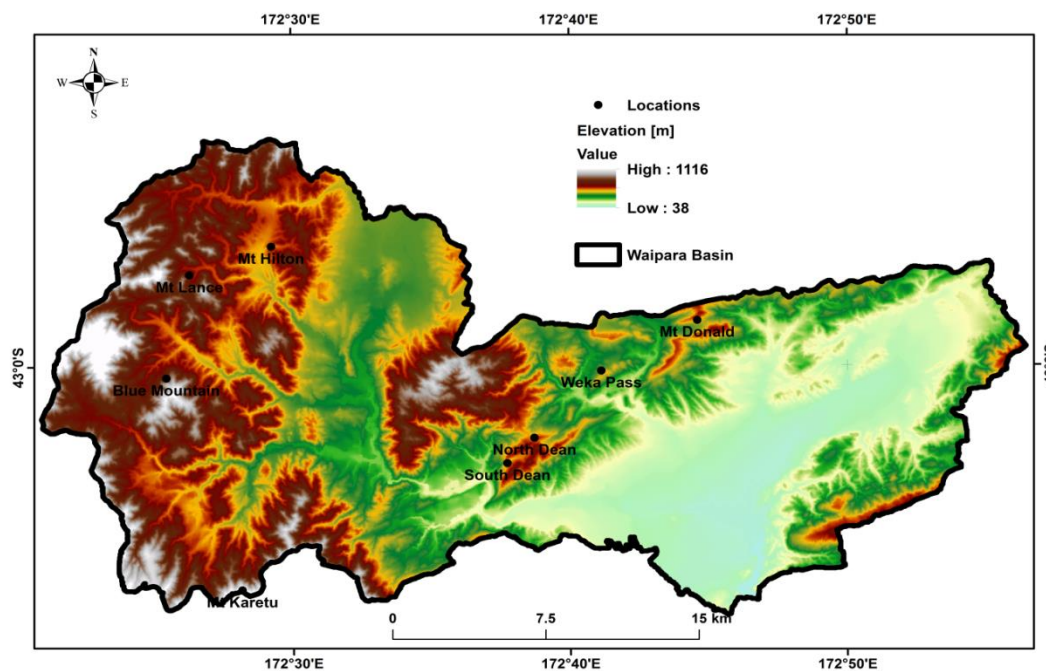 172°30'E 172°40'E 172°50'E
N
W E
S
Locations
Elevation [m]
Value
High : 1116
Low : 38
Waipara Basin
Mt Hilton
Mt Lance
Mt Donald
43°0'S
Weka Pass
Blue Mountain
North Dean
South Dean
Mt Karetu
0 7.5 15 km
172°30'E 172°40'E 172°50'E